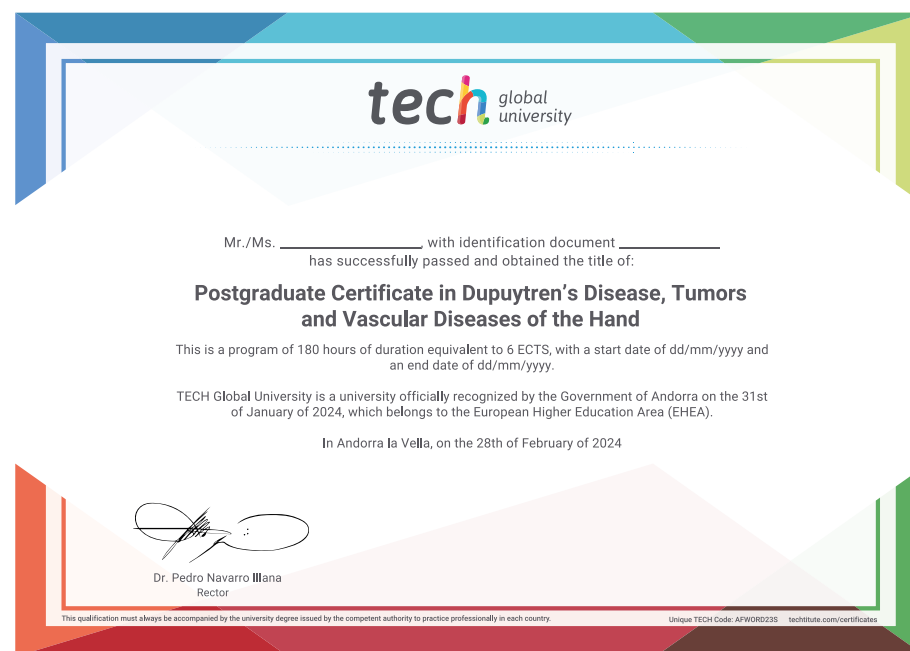 tech global
university
Mr./Ms. ____________________, with identification document ______________
has successfully passed and obtained the title of:
Postgraduate Certificate in Dupuytren’s Disease, Tumors
and Vascular Diseases of the Hand
This is a program of 180 hours of duration equivalent to 6 ECTS, with a start date of dd/mm/yyyy and
an end date of dd/mm/yyyy.
TECH Global University is a university officially recognized by the Government of Andorra on the 31st
of January of 2024, which belongs to the European Higher Education Area (EHEA).
In Andorra la Vella, on the 28th of February of 2024
Dr. Pedro Navarro Illana
Rector
This qualification must always be accompanied by the university degree issued by the competent authority to practice professionally in each country.
Unique TECH Code: AFWORD23S techtitute.com/certificates